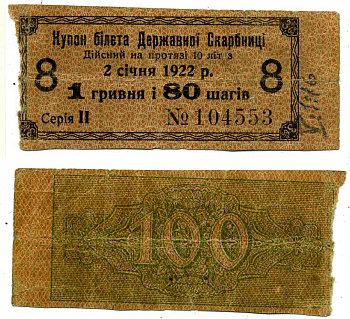 Купон білета Державної Скарбниці
Дійсний на протязі 10 літ з
8 2 січня 1922 р. 8
1 гривня і 80 шагів
Серія II № 104553
100